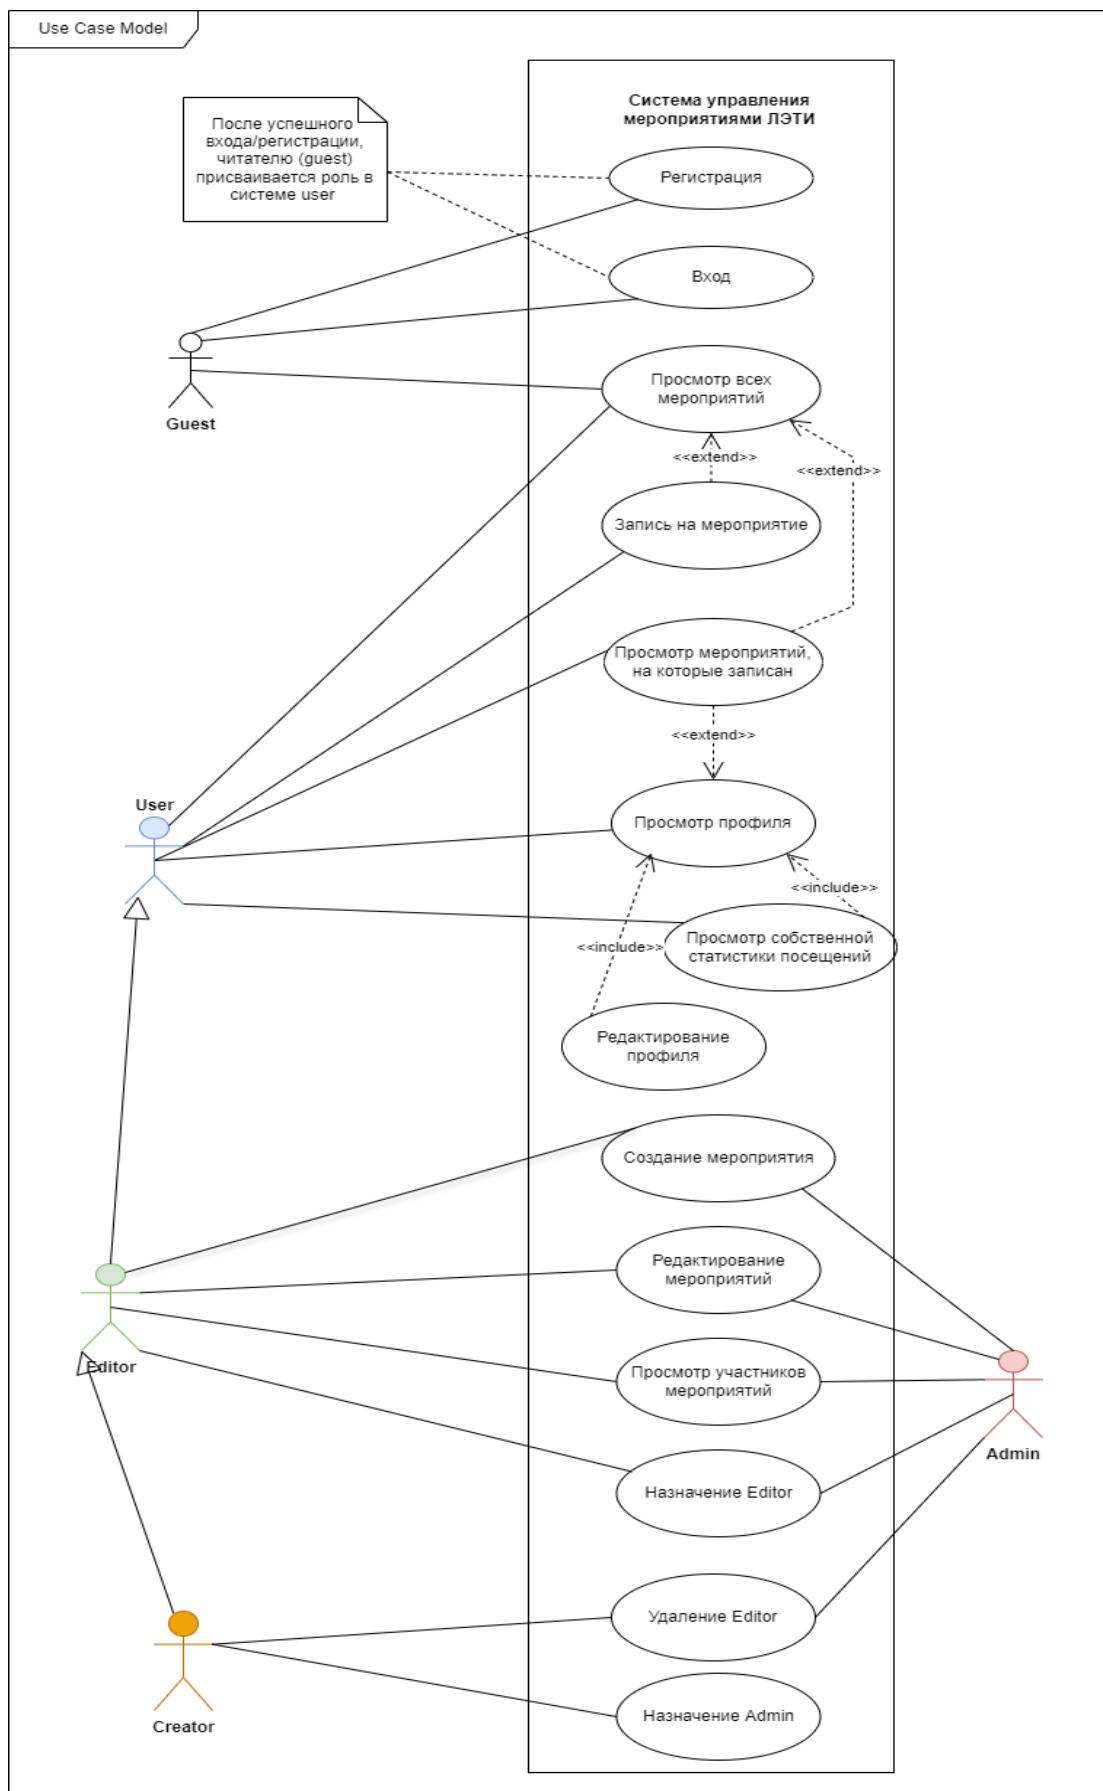 Use Case Model
Система управления
мероприятиями ЛЭТИ
После успешного
входа/регистрации,
читателю (guest)
присваивается роль в
системе user
Регистрация
Вход
Guest
Просмотр всех
мероприятий
<<extend>>
<<extend>>
Запись на мероприятие
Просмотр мероприятий,
на которые записан
<<extend>>
User
Просмотр профиля
<<include>>
Просмотр собственной
статистики посещений
<<include>>
Редактирование
профиля
Создание мероприятия
Редактирование
мероприятий
Editor
Просмотр участников
мероприятий
Admin
Назначение Editor
Удаление Editor
Creator
Назначение Admin